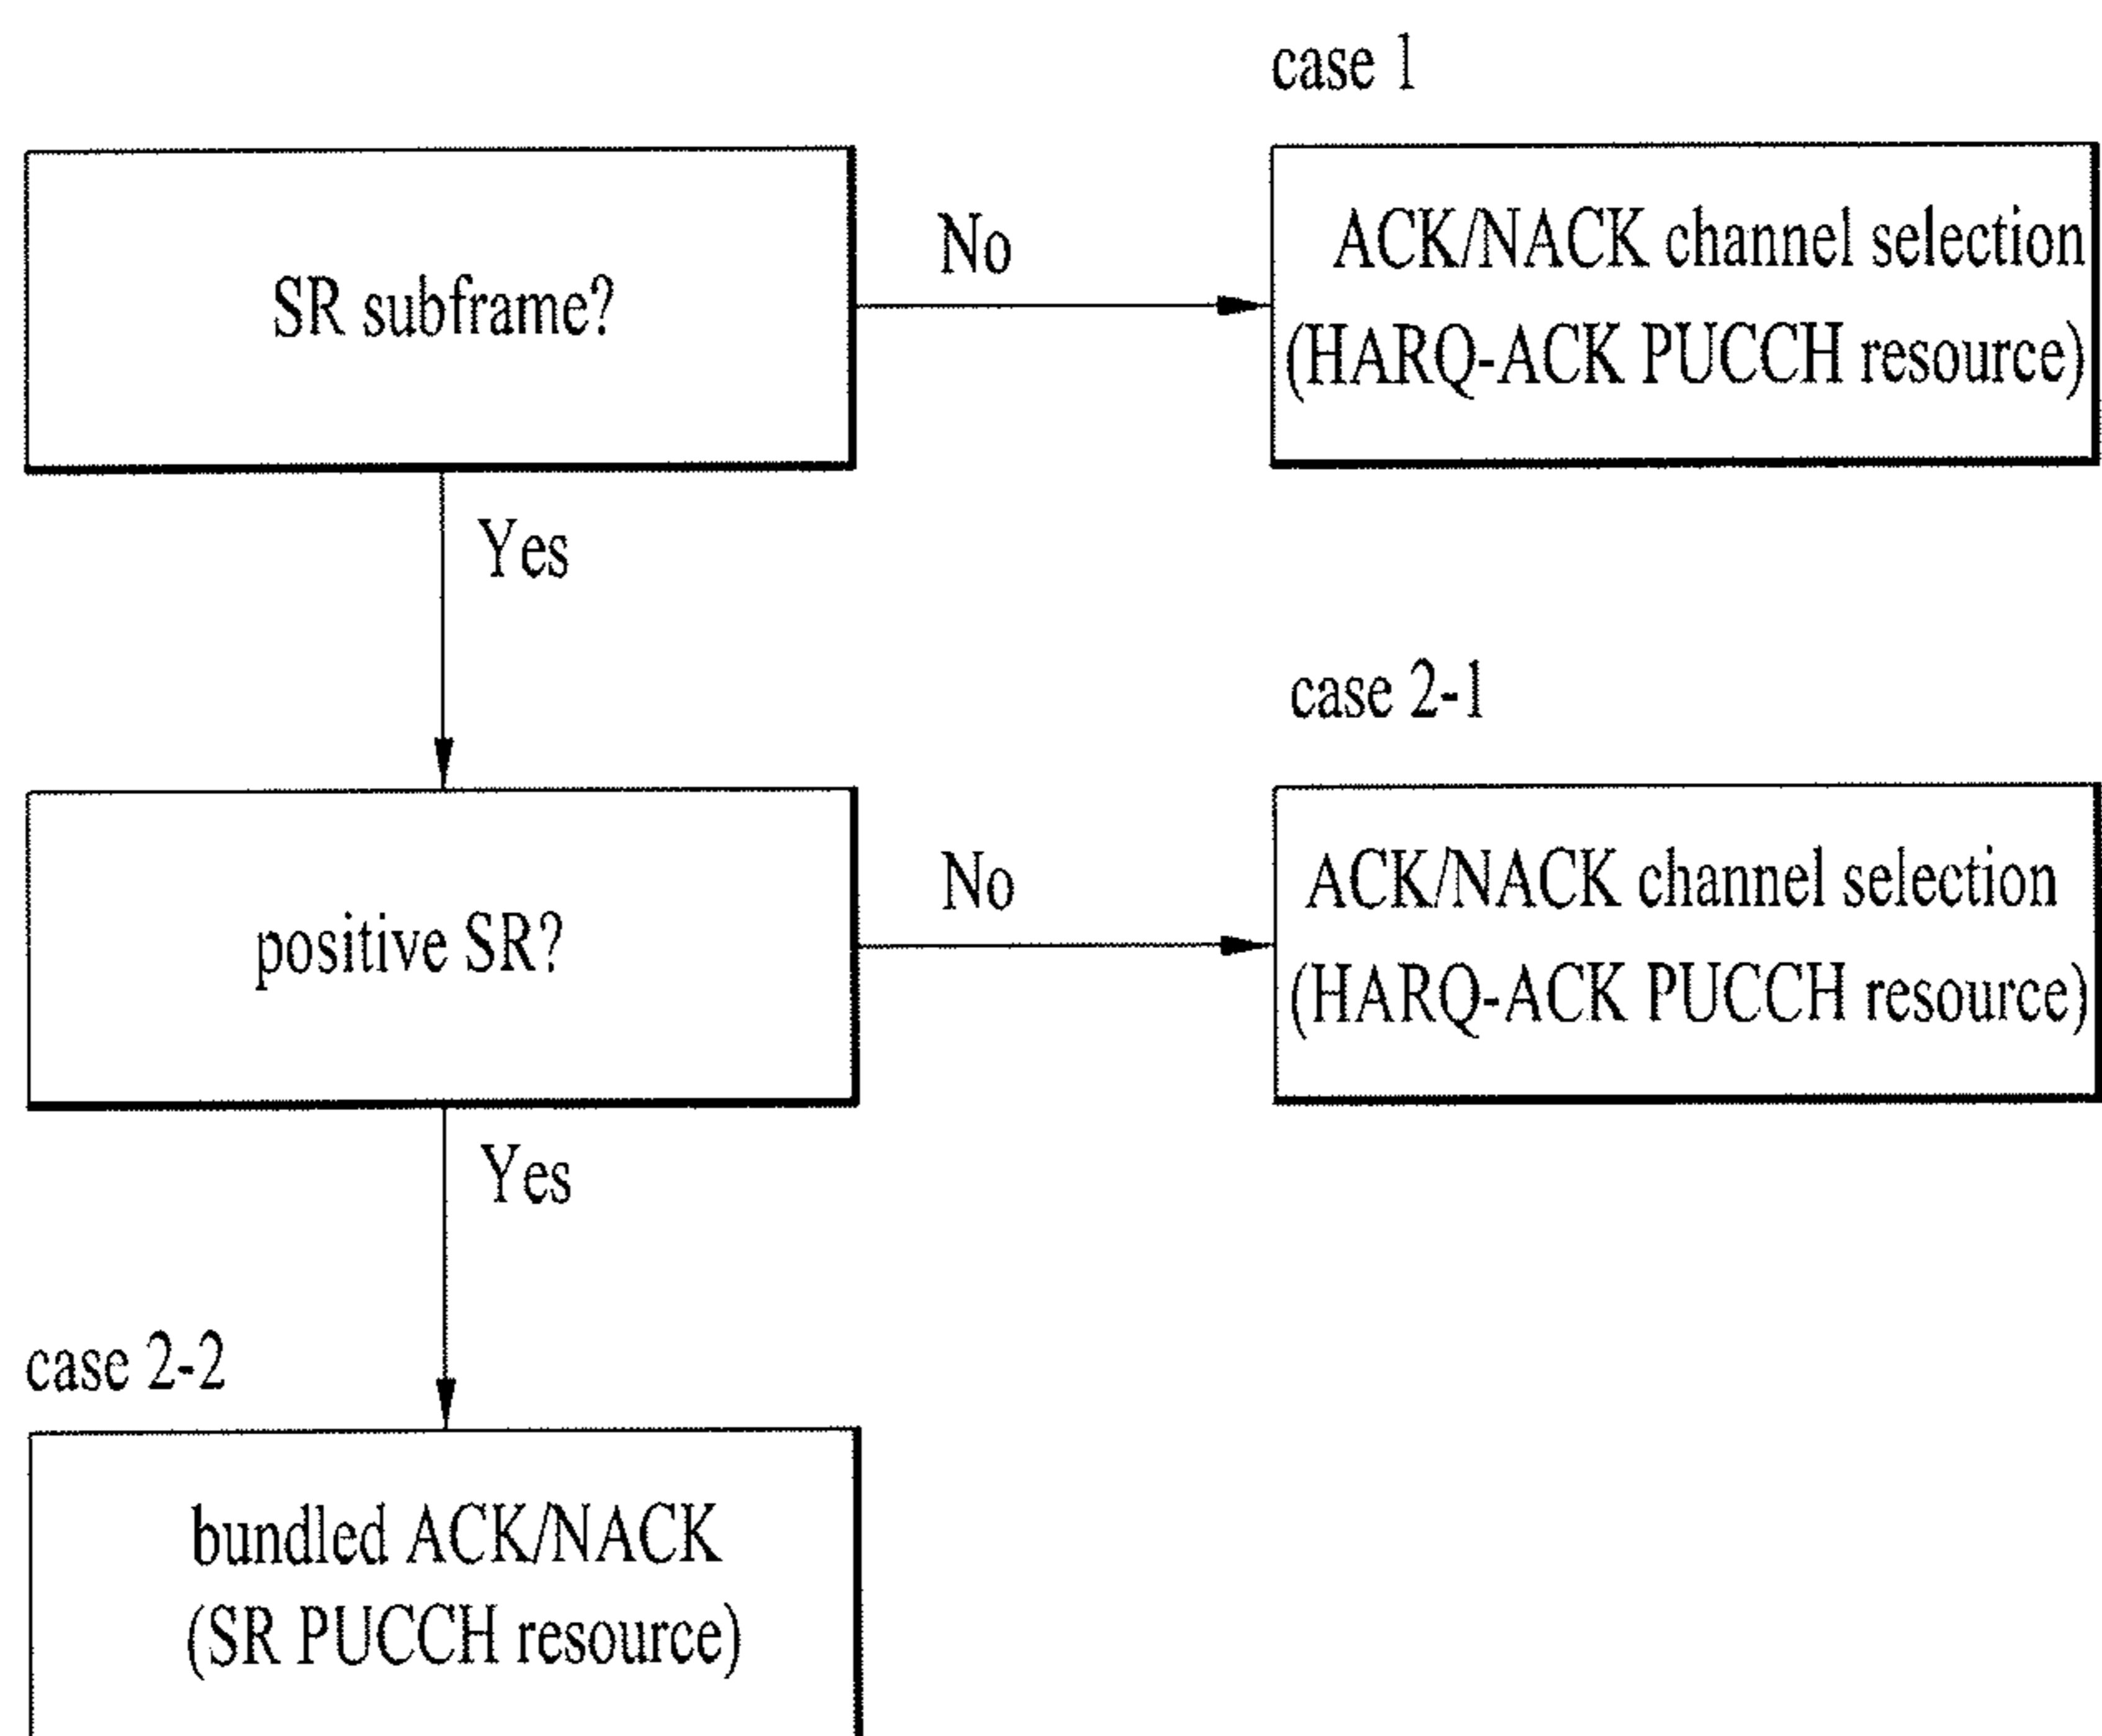 case 1
SR subframe?
No
ACK/NACK channel selection
(HARQ-ACK PUCCH resource)
Yes
case 2-1
positive SR?
No
ACK/NACK channel selection
(HARQ-ACK PUCCH resource)
Yes
case 2-2
bundled ACK/NACK
(SR PUCCH resource)